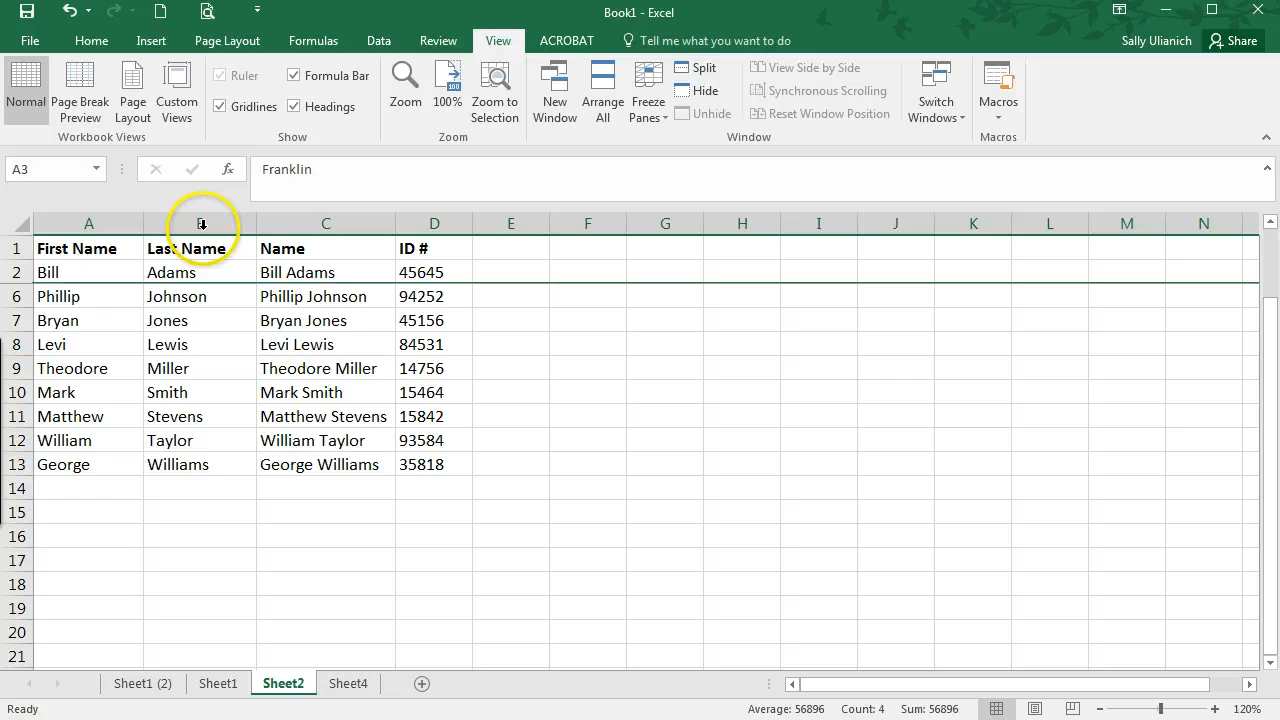 Book1 - Excel
File Home Insert Page Layout Formulas Data Review View ACROBAT Tell me what you want to do Sally Ulianich Share
Normal Page Break Preview Page Layout Custom Views
Workbook Views
Ruler Formula Bar
Gridlines Headings
Show
Zoom 100% Zoom to Selection
Zoom
New Window Arrange All Freeze Panes
Split
Hide
Unhide
View Side by Side
Synchronous Scrolling
Reset Window Position
Window
Switch Windows
Macros
Macros
A3 fx Franklin
A C D E F G H I J K L M N
1 First Name Last Name Name ID #
2 Bill Adams Bill Adams 45645
6 Phillip Johnson Phillip Johnson 94252
7 Bryan Jones Bryan Jones 45156
8 Levi Lewis Levi Lewis 84531
9 Theodore Miller Theodore Miller 14756
10 Mark Smith Mark Smith 15464
11 Matthew Stevens Matthew Stevens 15842
12 William Taylor William Taylor 93584
13 George Williams George Williams 35818
14
15
16
17
18
19
20
21
Sheet1 (2) Sheet1 Sheet2 Sheet4
Ready Average: 56896 Count: 4 Sum: 56896 120%